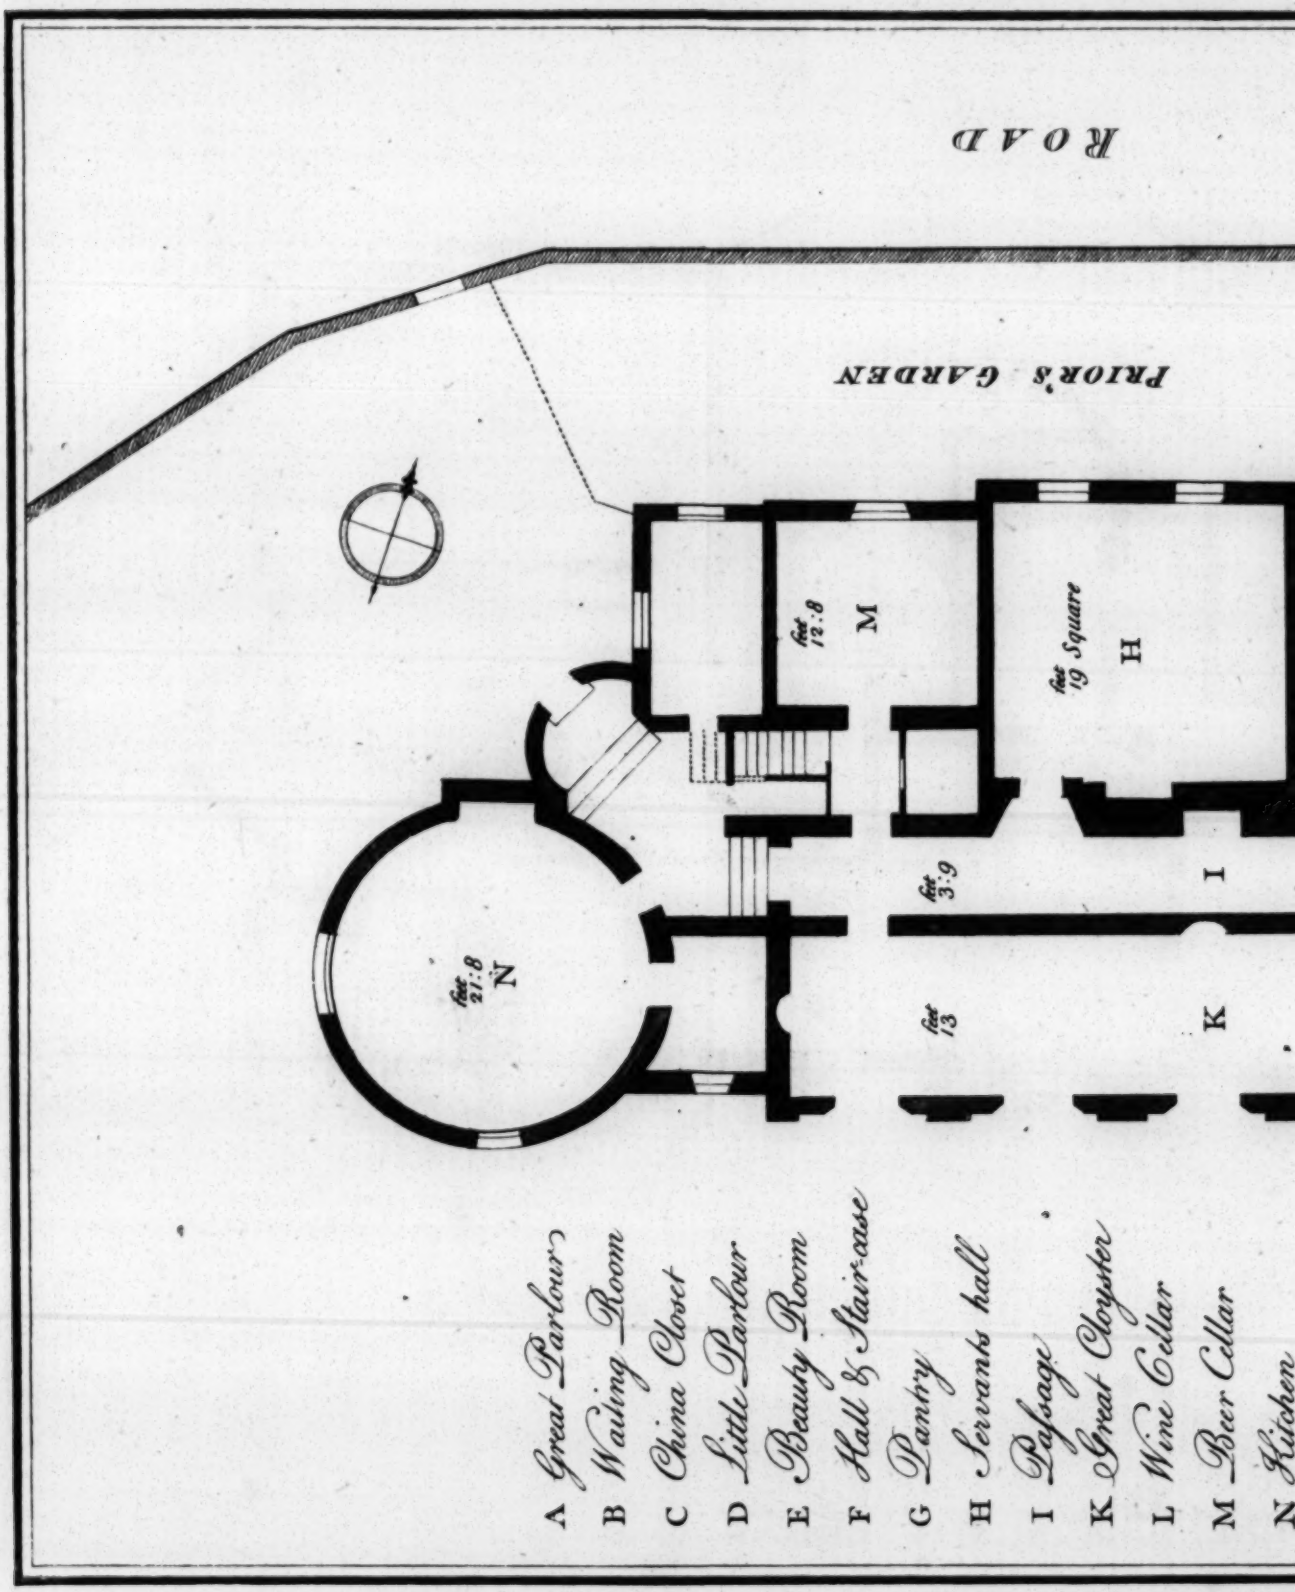 ROAD
PRIOR'S GARDEN
feet
12:8
M
feet
19 Square
H
feet
3:9
I
feet
21:8
N
feet
13
K
A Great Parlour
B Waiting Room
C China Closet
D Little Parlour
E Beauty Room
F Hall & Stair-case
G Pantry
H Servants hall
I Paſsage
K Great Cloyster
L Wine Cellar
M Beer Cellar
N Kitchen